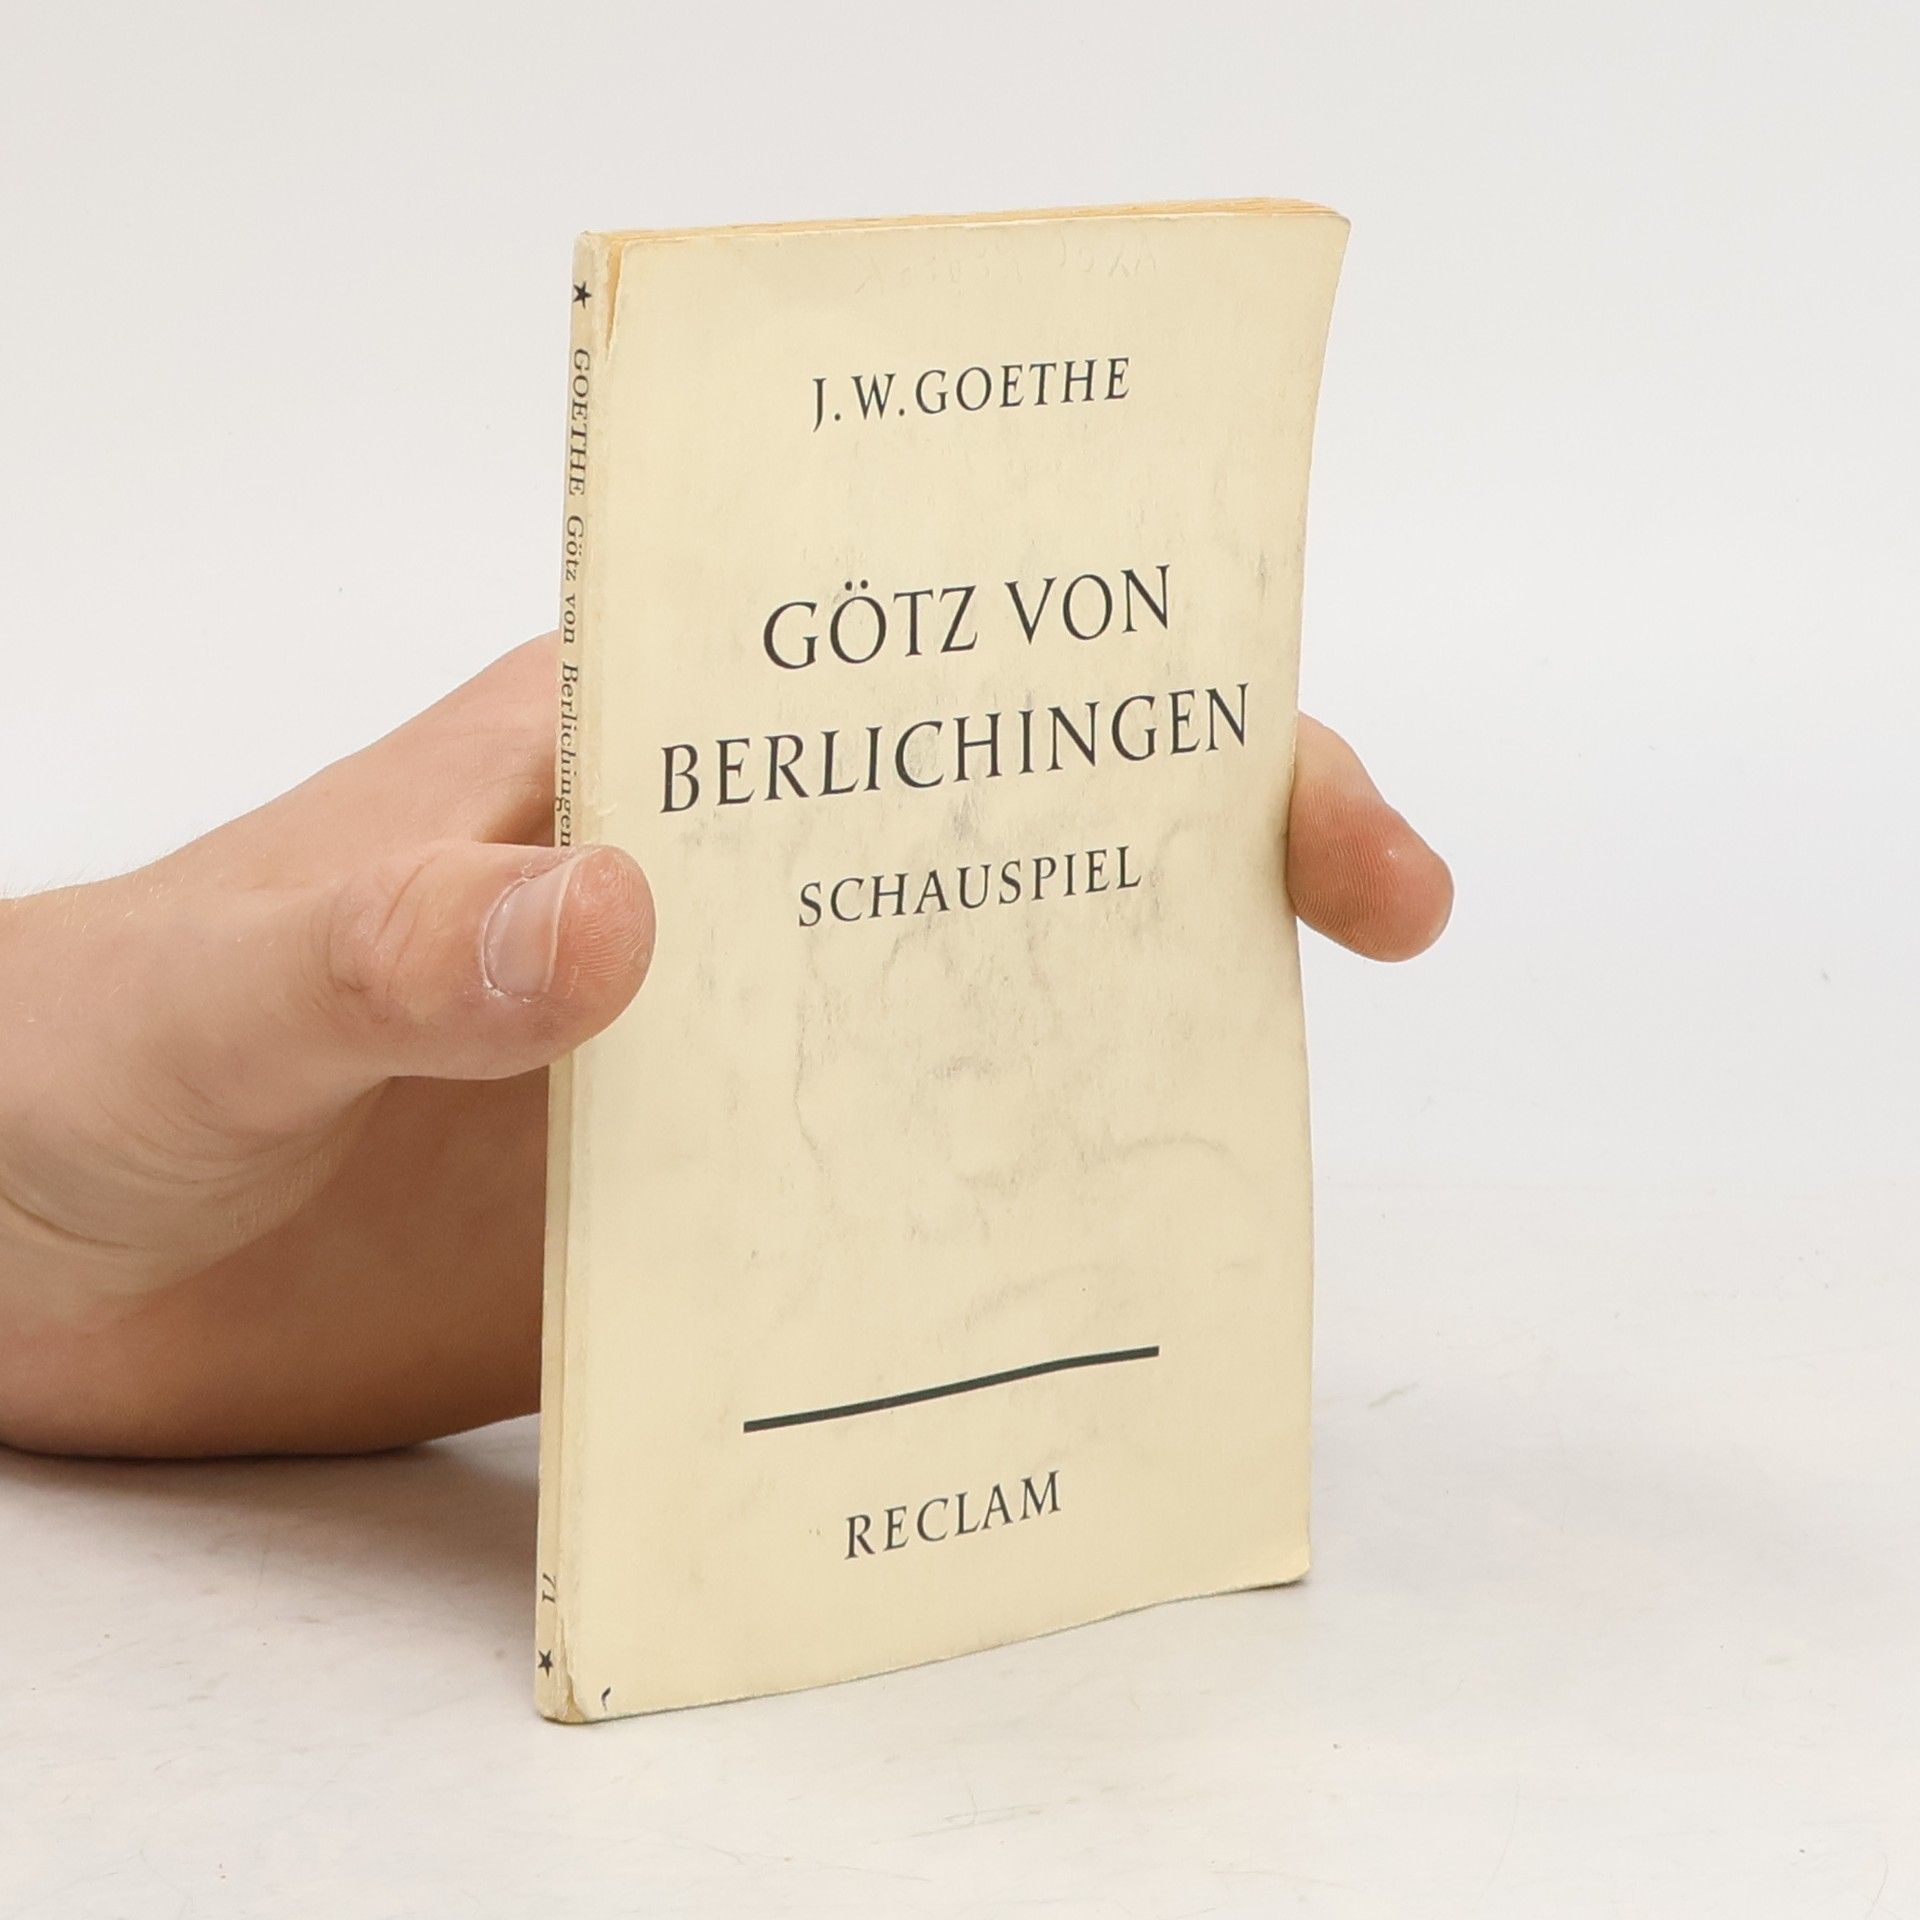 J. W. GOETHE
GÖTZ VON
BERLICHINGEN
SCHAUSPIEL
RECLAM
★ GOETHE Götz von Berlichingen
71 ★